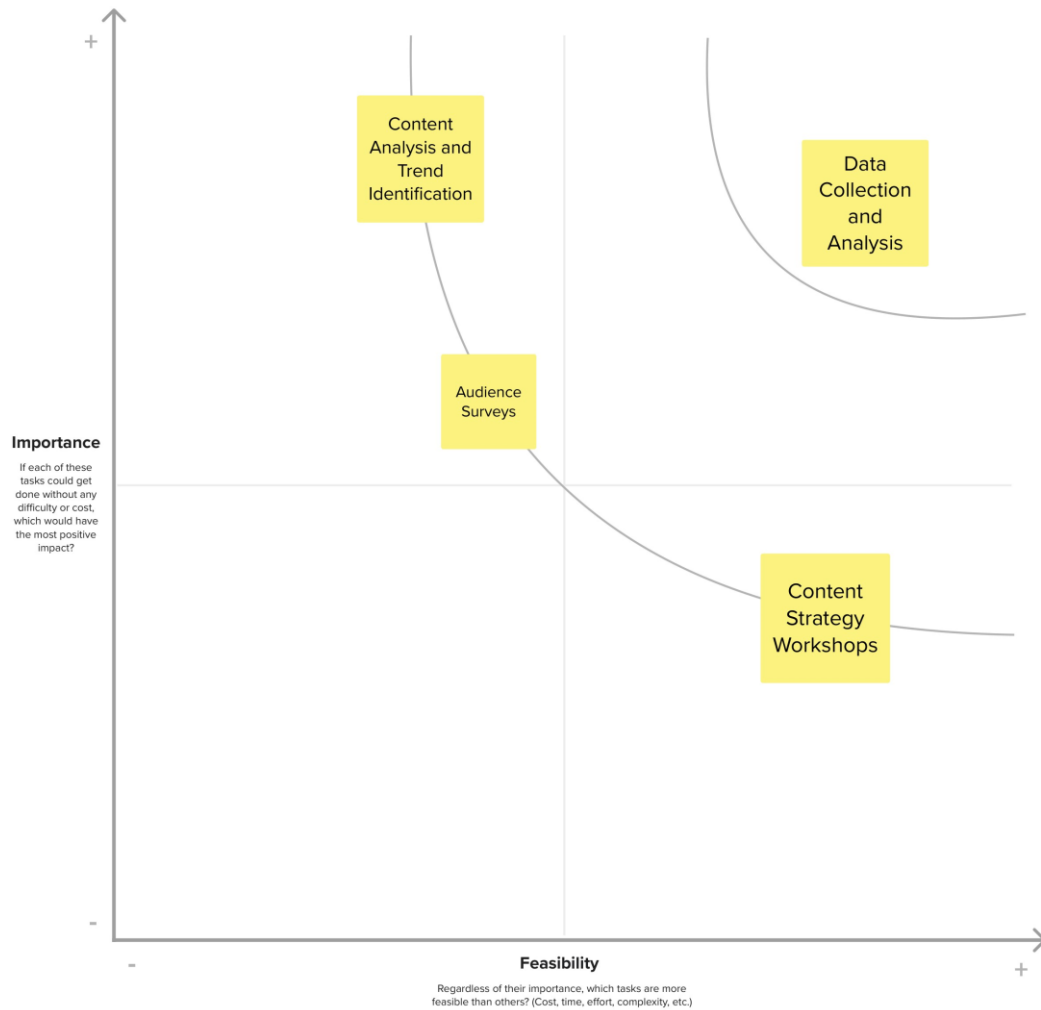 +
Content
Analysis and
Trend
Identification
Data
Collection
and
Analysis
Audience
Surveys
Importance
If each of these
tasks could get
done without any
difficulty or cost,
which would have
the most positive
impact?
Content
Strategy
Workshops
-
-
Feasibility
+
Regardless of their importance, which tasks are more
feasible than others? (Cost, time, effort, complexity, etc.)